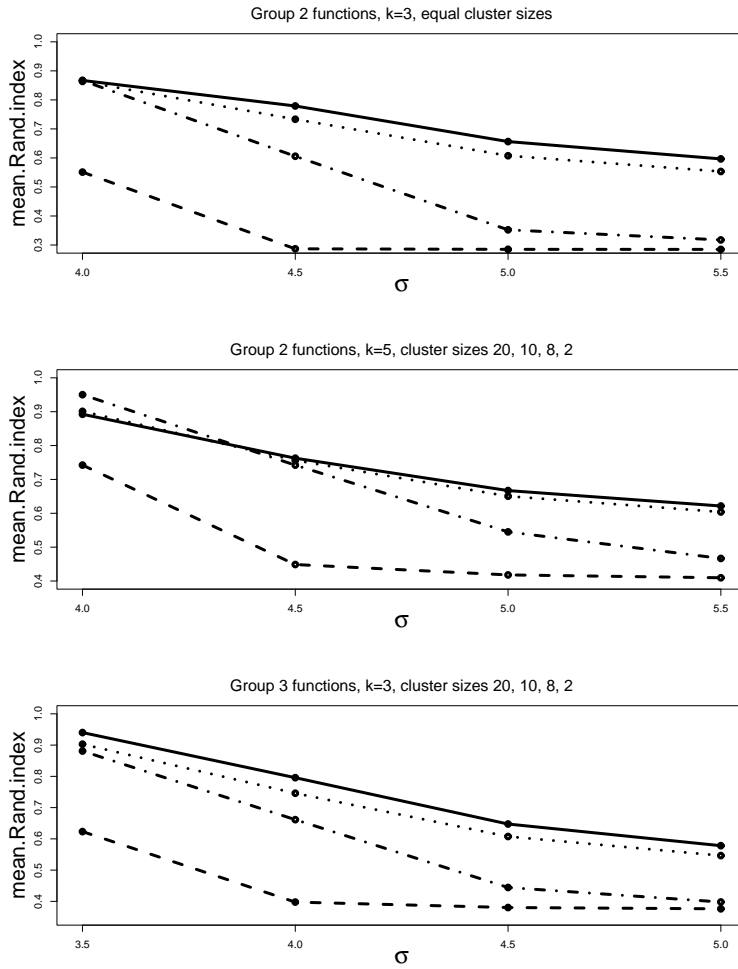 Group 2 functions, k=3, equal cluster sizes
mean.Rand.index
1.0
0.9
0.8
0.7
0.6
0.5
0.4
0.3
4.0 4.5 5.0 5.5
σ
Group 2 functions, k=5, cluster sizes 20, 10, 8, 2
mean.Rand.index
1.0
0.9
0.8
0.7
0.6
0.5
0.4
4.0 4.5 5.0 5.5
σ
Group 3 functions, k=3, cluster sizes 20, 10, 8, 2
mean.Rand.index
1.0
0.9
0.8
0.7
0.6
0.5
0.4
3.5 4.0 4.5 5.0
σ